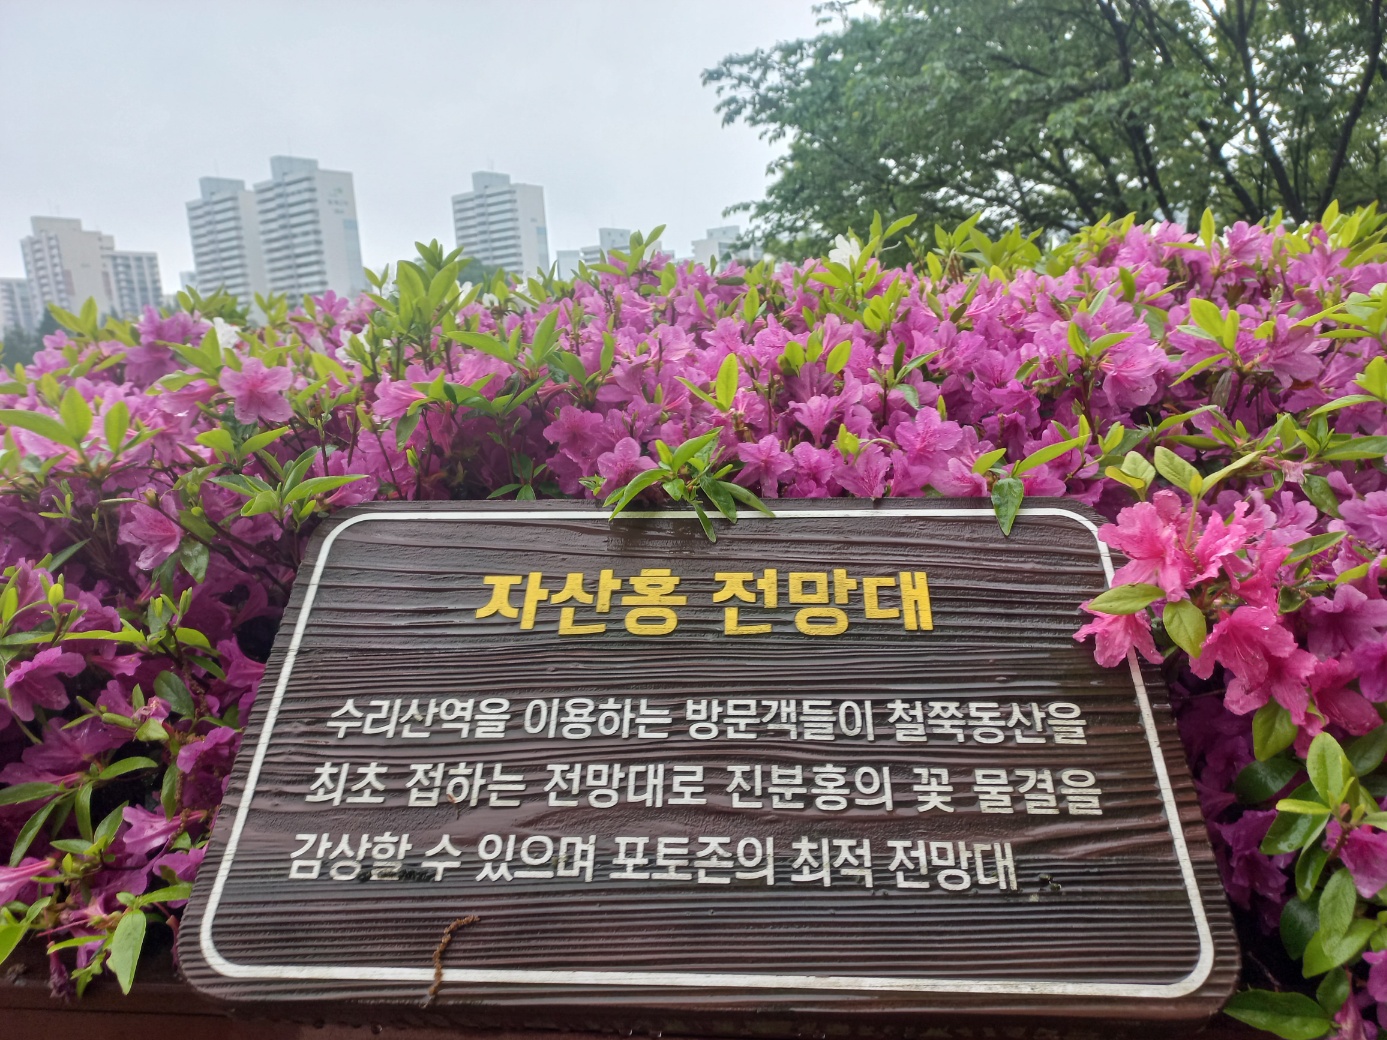 자산홍 전망대
수리산역을 이용하는 방문객들이 철쭉동산을
최초 접하는 전망대로 진분홍의 꽃 물결을
감상할 수 있으며 포토존의 최적 전망대